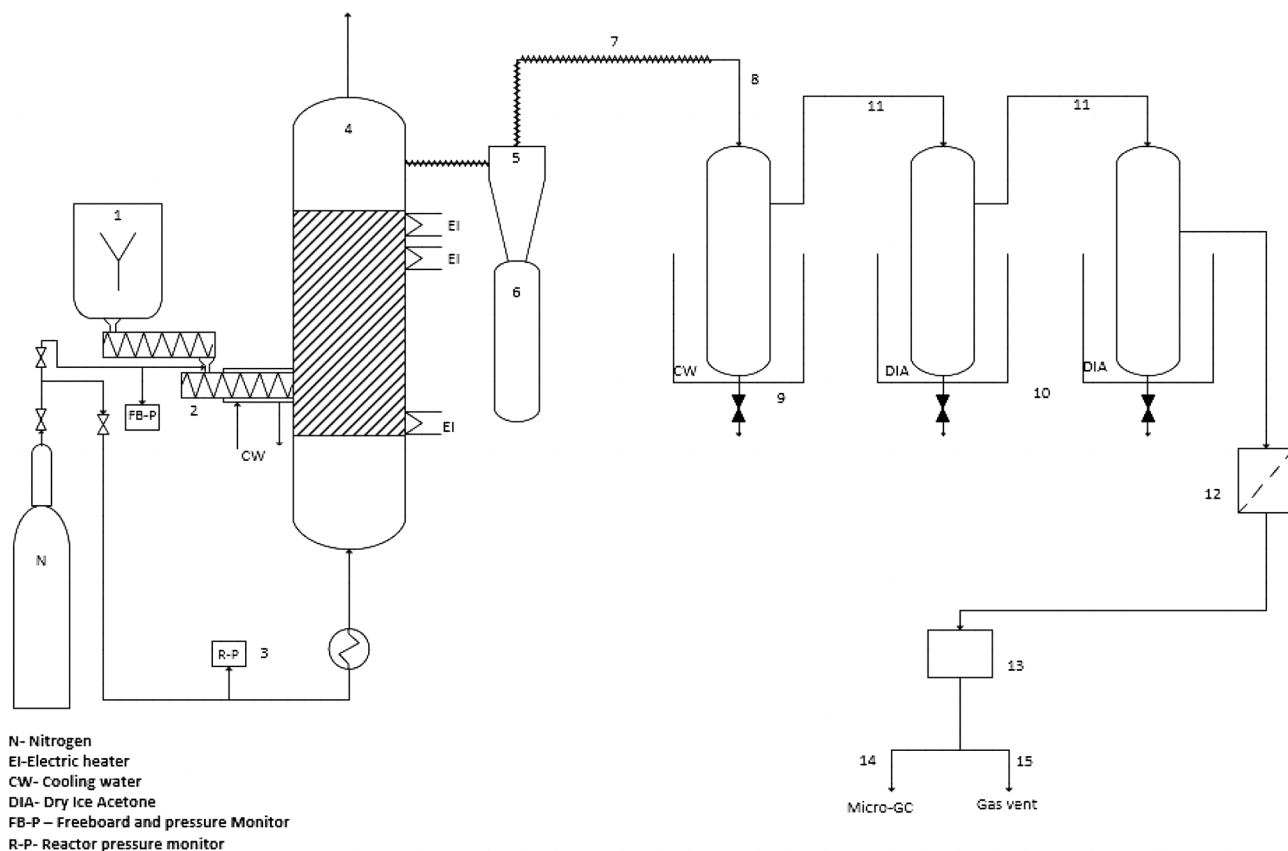 7
8
11
11
4
5
1
EI
EI
6
CW
DIA
DIA
2
9
10
FB-P
EI
CW
12
N
R-P
3
13
14
15
Micro-GC
Gas vent
N- Nitrogen
EI-Electric heater
CW- Cooling water
DIA- Dry Ice Acetone
FB-P – Freeboard and pressure Monitor
R-P- Reactor pressure monitor